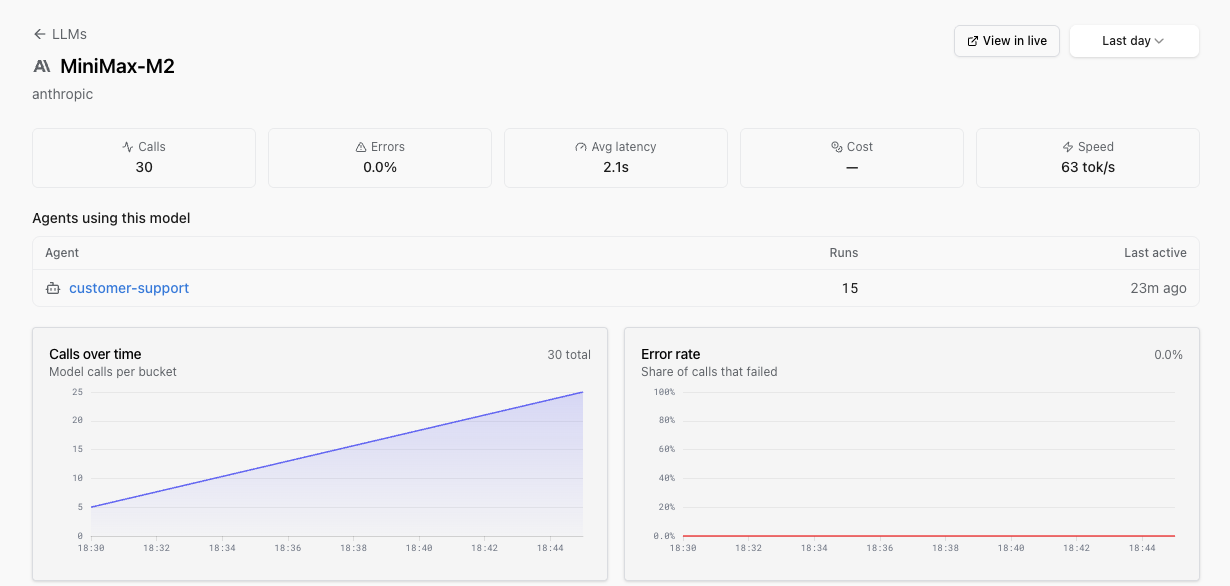 ← LLMs
View in live
Last day
MiniMax-M2
anthropic
Calls
30
Errors
0.0%
Avg latency
2.1s
Cost
—
Speed
63 tok/s
Agents using this model
Agent Runs Last active
customer-support 15 23m ago
Calls over time 30 total
Model calls per bucket
25
20
15
10
5
0
18:30 18:32 18:34 18:36 18:38 18:40 18:42 18:44
Error rate 0.0%
Share of calls that failed
100%
80%
60%
40%
20%
0.0%
18:30 18:32 18:34 18:36 18:38 18:40 18:42 18:44